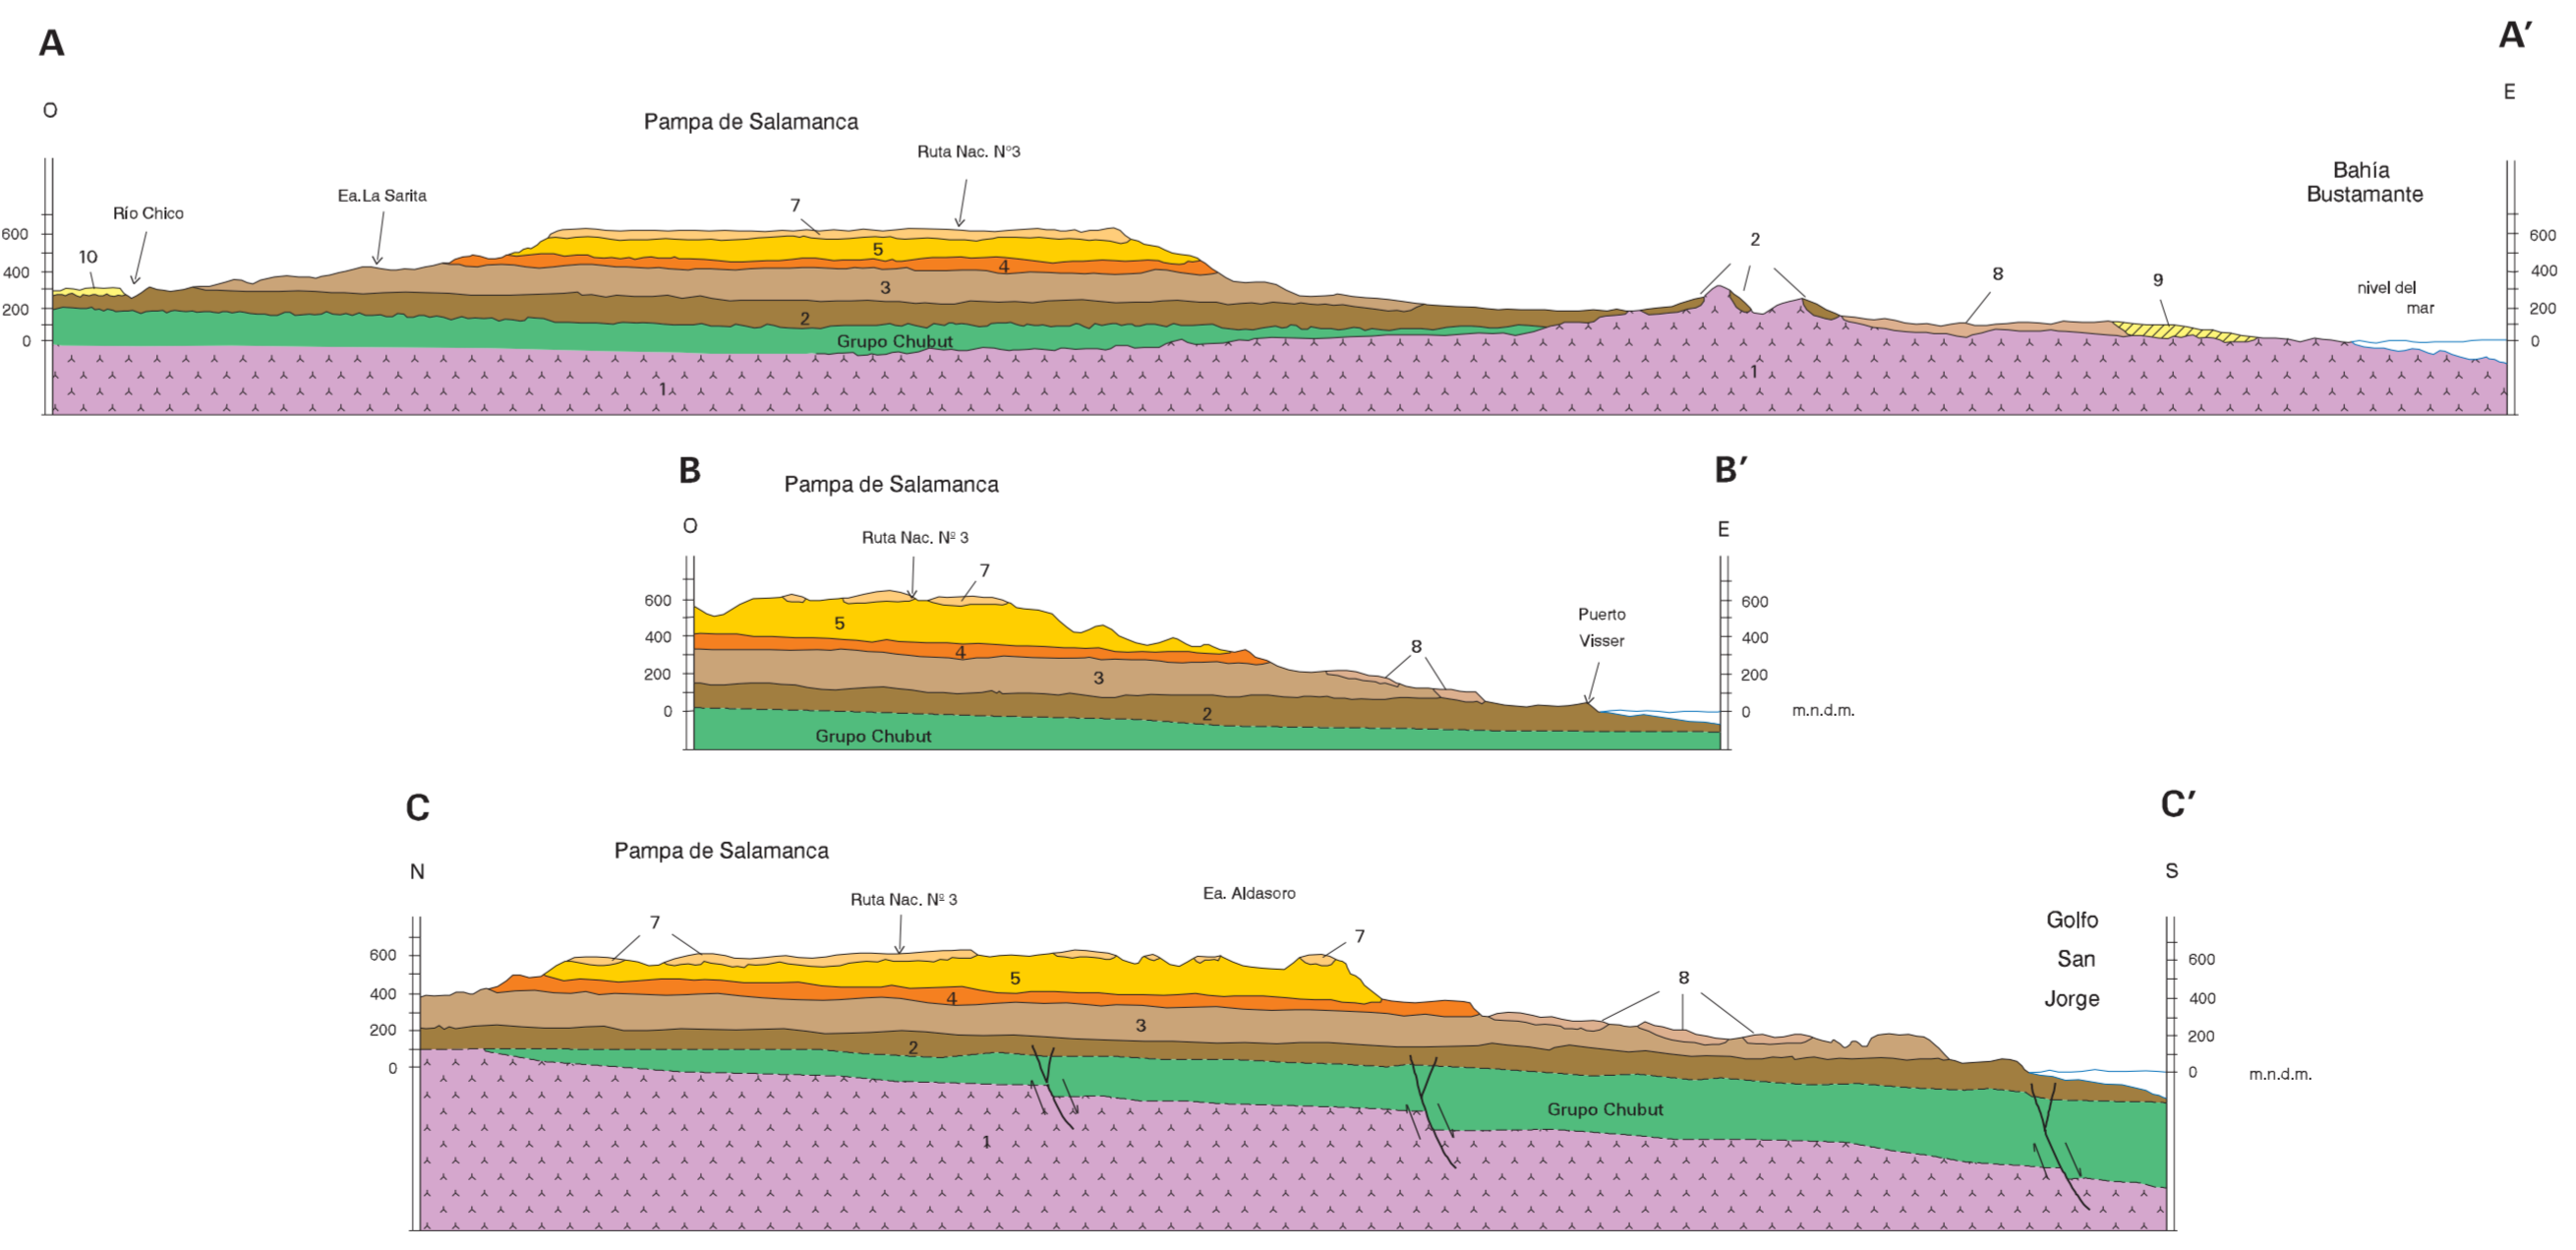 A A′
O E
Pampa de Salamanca
Ruta Nac. N°3
Bahía
Bustamante
Ea.La Sarita
Río Chico
7
10
5
4
3
2
2
8
9
nivel del
mar
600
400
200
0
600
400
200
0
Grupo Chubut
1
1
B B′
Pampa de Salamanca
O E
Ruta Nac. Nº 3
7
600
400
200
0
5
4
3
2
8
Puerto
Visser
600
400
200
0
m.n.d.m.
Grupo Chubut
C C′
Pampa de Salamanca
N S
Ruta Nac. Nº 3
Ea. Aldasoro
7
7
Golfo
San
Jorge
600
400
200
0
5
4
3
2
8
600
400
200
0
m.n.d.m.
Grupo Chubut
1